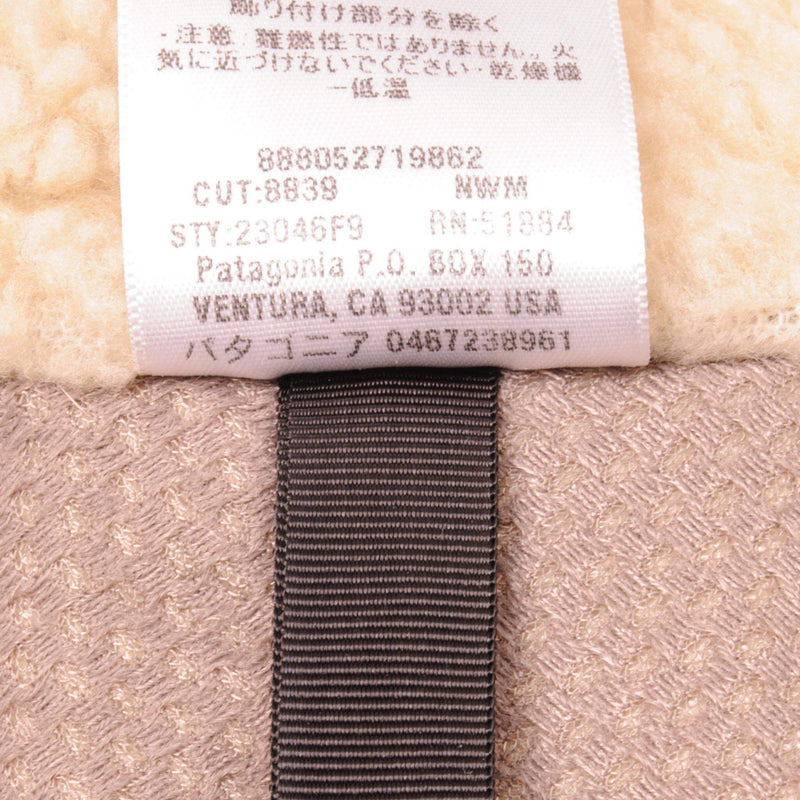 飾り付け部分を除く
・注意：難燃性ではありません。火
気に近づけないでください・乾燥機
－低温
888052719862
CUT:8839 NWM
STY:23046F9 RN:51884
Patagonia P.O. BOX 150
VENTURA, CA 93002 USA
パタゴニア 0467238961